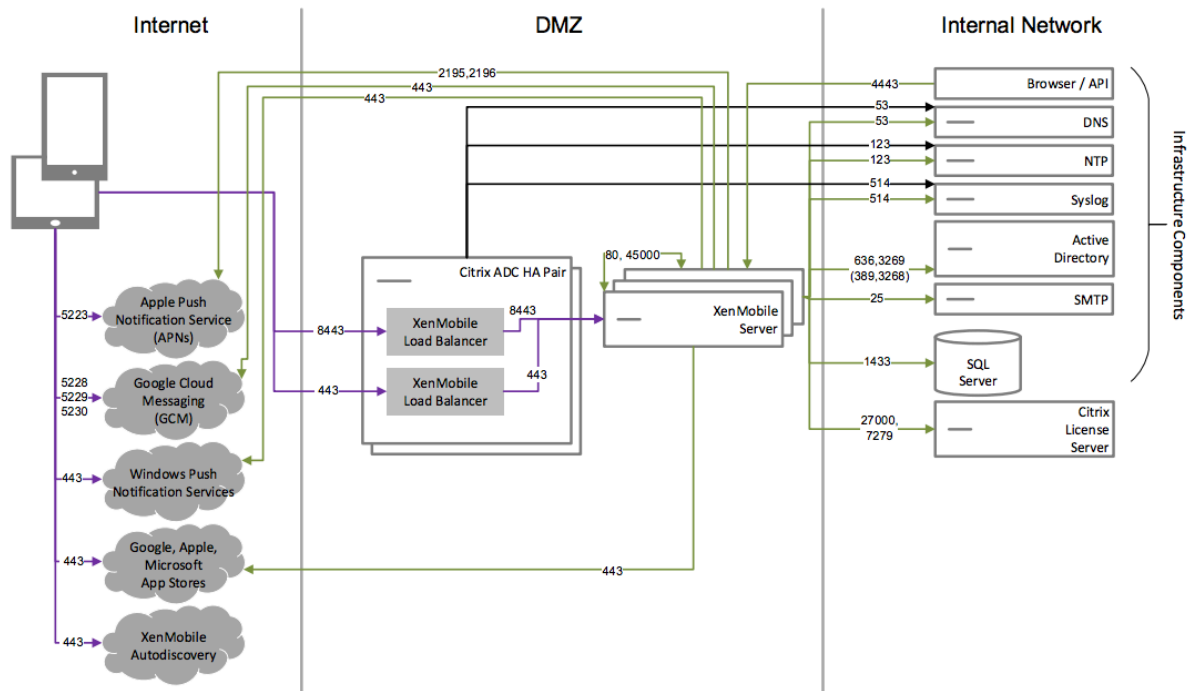 Internet
DMZ
Internal Network
2195,2196
443
443
4443
Browser / API
53
53
DNS
123
123
NTP
514
514
Syslog
636,3269
(389,3268)
Active
Directory
25
SMTP
1433
SQL
Server
27000,
7279
Citrix
License
Server
Infrastructure Components
80, 45000
XenMobile
Server
Citrix ADC HA Pair
8443
XenMobile
Load Balancer
8443
443
XenMobile
Load Balancer
443
5223
Apple Push
Notification Service
(APNs)
5228
5229
5230
Google Cloud
Messaging
(GCM)
443
Windows Push
Notification Services
443
Google, Apple,
Microsoft
App Stores
443
443
XenMobile
Autodiscovery